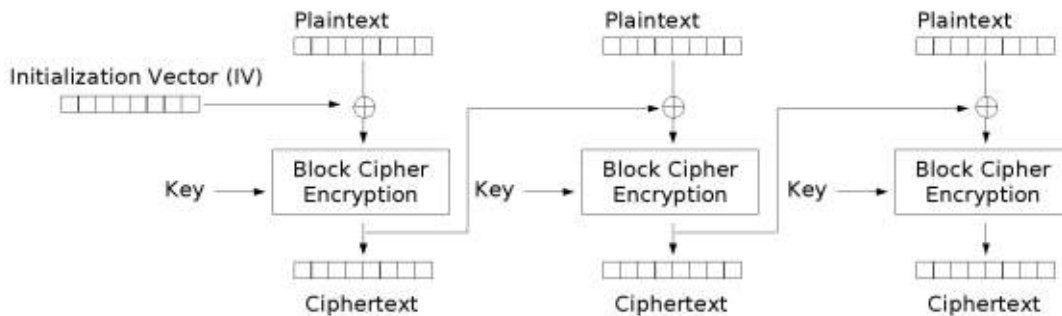 Plaintext
Plaintext
Plaintext
Initialization Vector (IV)
Key
Block Cipher
Encryption
Key
Block Cipher
Encryption
Key
Block Cipher
Encryption
Ciphertext
Ciphertext
Ciphertext